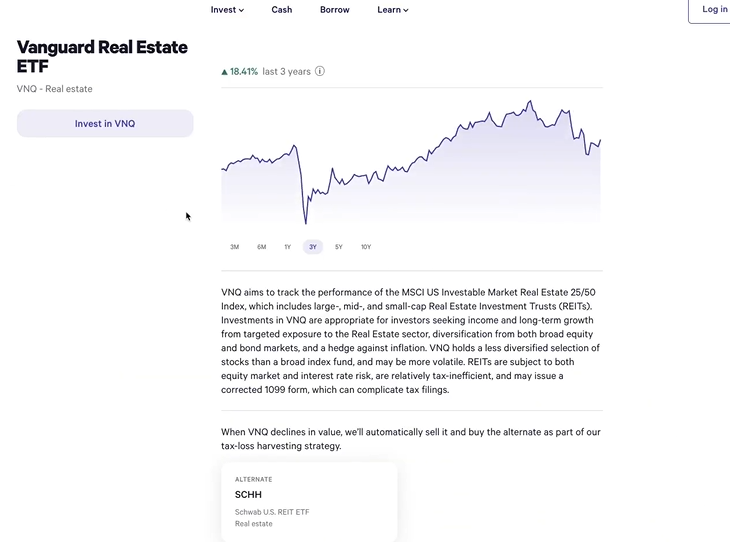 Invest
Cash
Borrow
Learn
Log in
Vanguard Real Estate
ETF
VNQ - Real estate
Invest in VNQ
18.41% last 3 years
3M 6M 1Y 3Y 5Y 10Y
VNQ aims to track the performance of the MSCI US Investable Market Real Estate 25/50
Index, which includes large-, mid-, and small-cap Real Estate Investment Trusts (REITs).
Investments in VNQ are appropriate for investors seeking income and long-term growth
from targeted exposure to the Real Estate sector, diversification from both broad equity
and bond markets, and a hedge against inflation. VNQ holds a less diversified selection of
stocks than a broad index fund, and may be more volatile. REITs are subject to both
equity market and interest rate risk, are relatively tax-inefficient, and may issue a
corrected 1099 form, which can complicate tax filings.
When VNQ declines in value, we'll automatically sell it and buy the alternate as part of our
tax-loss harvesting strategy.
ALTERNATE
SCHH
Schwab U.S. REIT ETF
Real estate